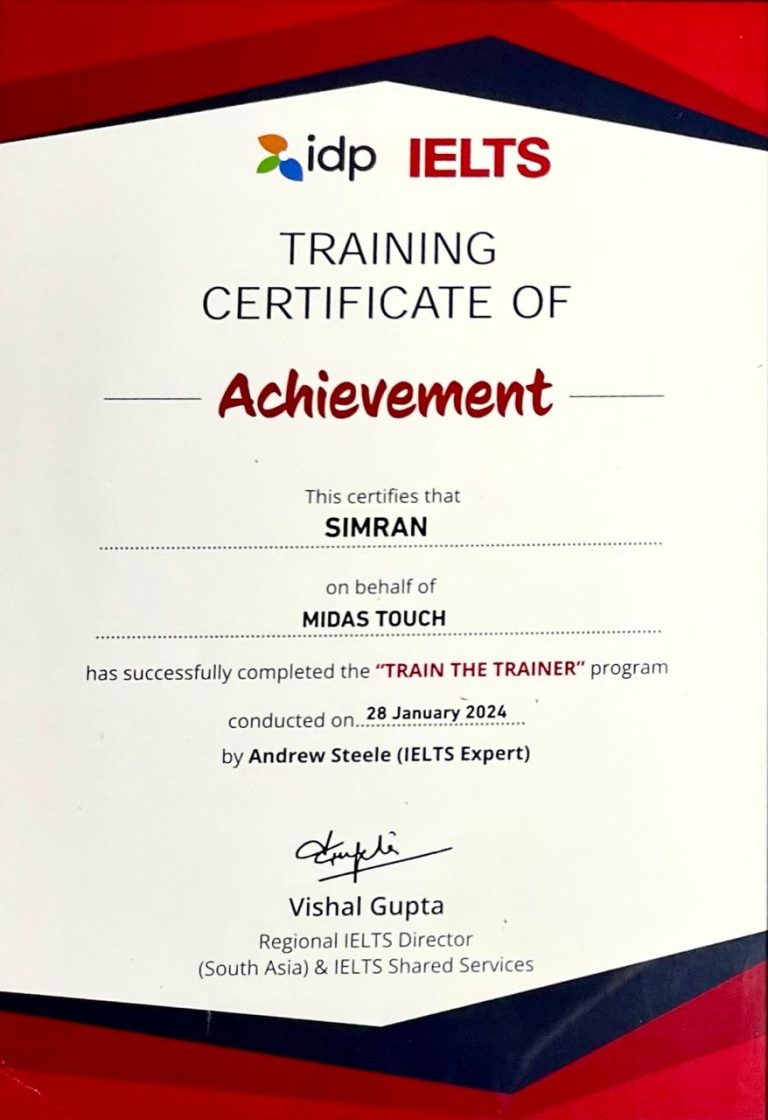 idp IELTS
TRAINING
CERTIFICATE OF
Achievement
This certifies that
SIMRAN
on behalf of
MIDAS TOUCH
has successfully completed the “TRAIN THE TRAINER” program
conducted on..28 January 2024....
by Andrew Steele (IELTS Expert)
Vishal Gupta
Regional IELTS Director
(South Asia) & IELTS Shared Services